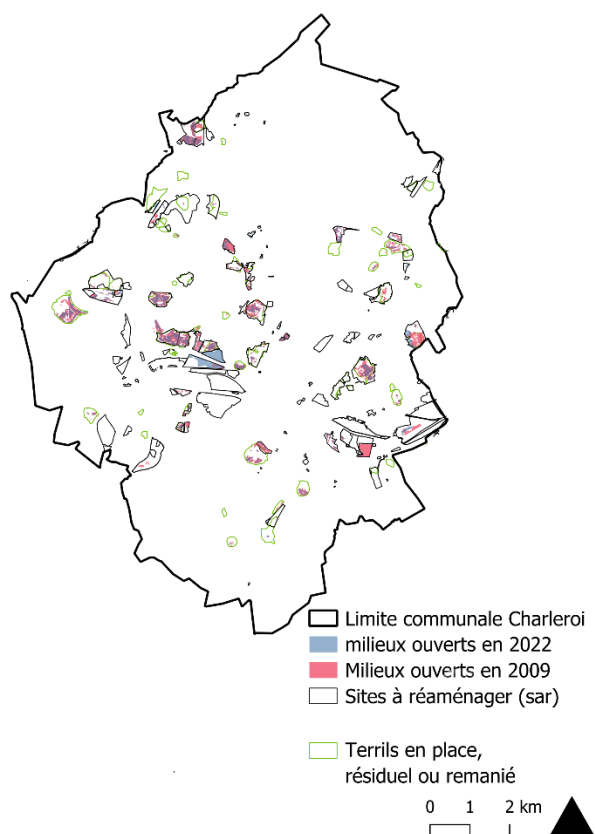 Limite communale Charleroi
milieux ouverts en 2022
Milieux ouverts en 2009
Sites à réaménager (sar)
Terrils en place,
résiduel ou remanié
0 1 2 km